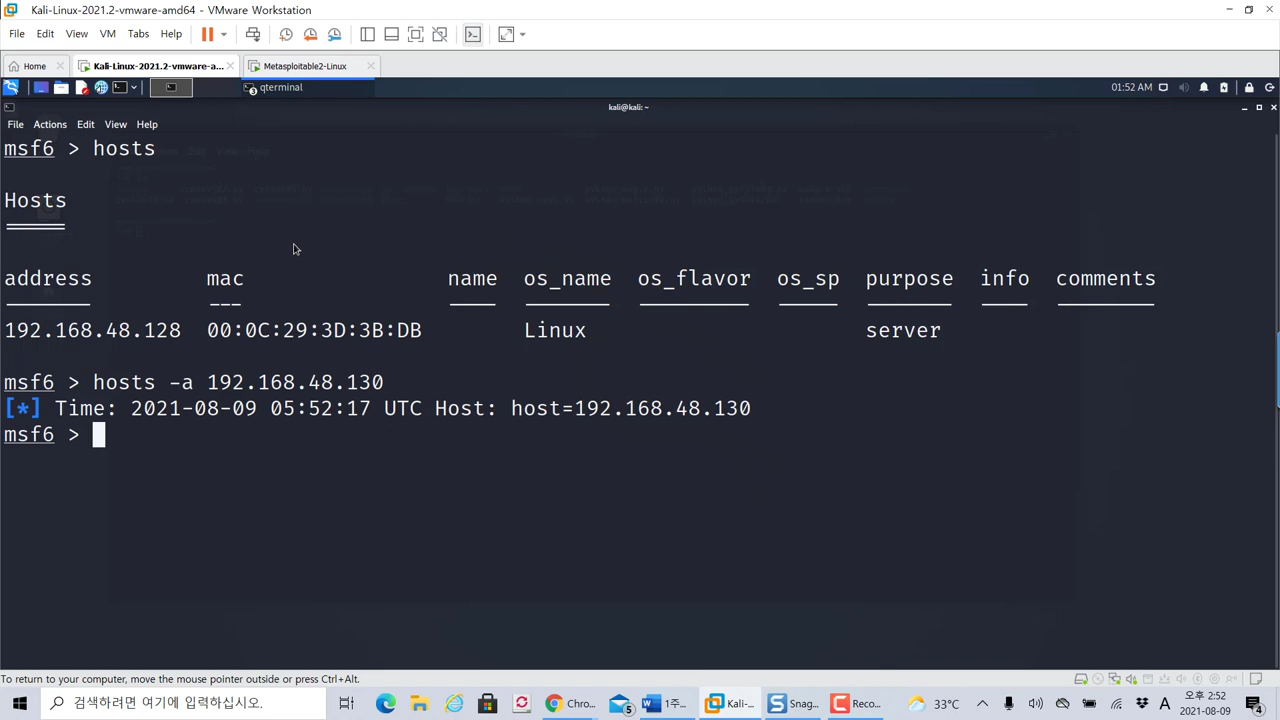 Kali-Linux-2021.2-vmware-amd64 - VMware Workstation
File Edit View VM Tabs Help
Home Kali-Linux-2021.2-vmware-a... Metasploitable2-Linux
qterminal 01:52 AM
kali@kali: ~
File Actions Edit View Help
msf6 > hosts
Hosts
address mac name os_name os_flavor os_sp purpose info comments
192.168.48.128 00:0C:29:3D:3B:DB Linux server
msf6 > hosts -a 192.168.48.130
[*] Time: 2021-08-09 05:52:17 UTC Host: host=192.168.48.130
msf6 >
To return to your computer, move the mouse pointer outside or press Ctrl+Alt.
검색하려면 여기에 입력하십시오. 5 Chro... 1주... Kali-... Snag... Reco... 33°C A 오후 2:52
2021-08-09 4